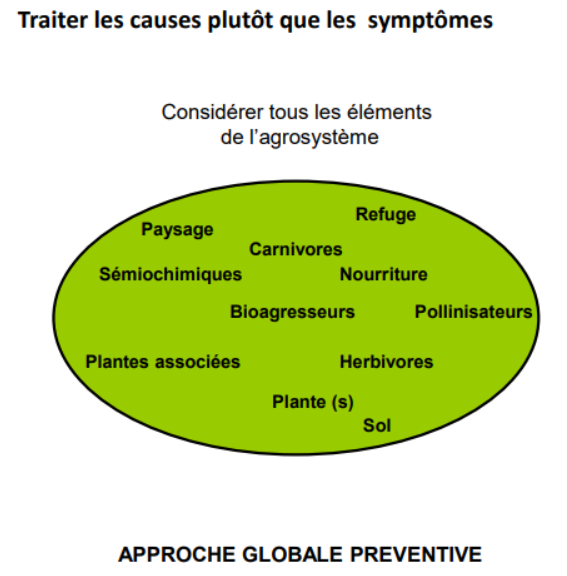 Traiter les causes plutôt que les symptômes
Considérer tous les éléments
de l'agrosystème
Refuge
Paysage
Carnivores
Sémiochimiques Nourriture
Bioagresseurs Pollinisateurs
Plantes associées Herbivores
Plante (s)
Sol
APPROCHE GLOBALE PREVENTIVE